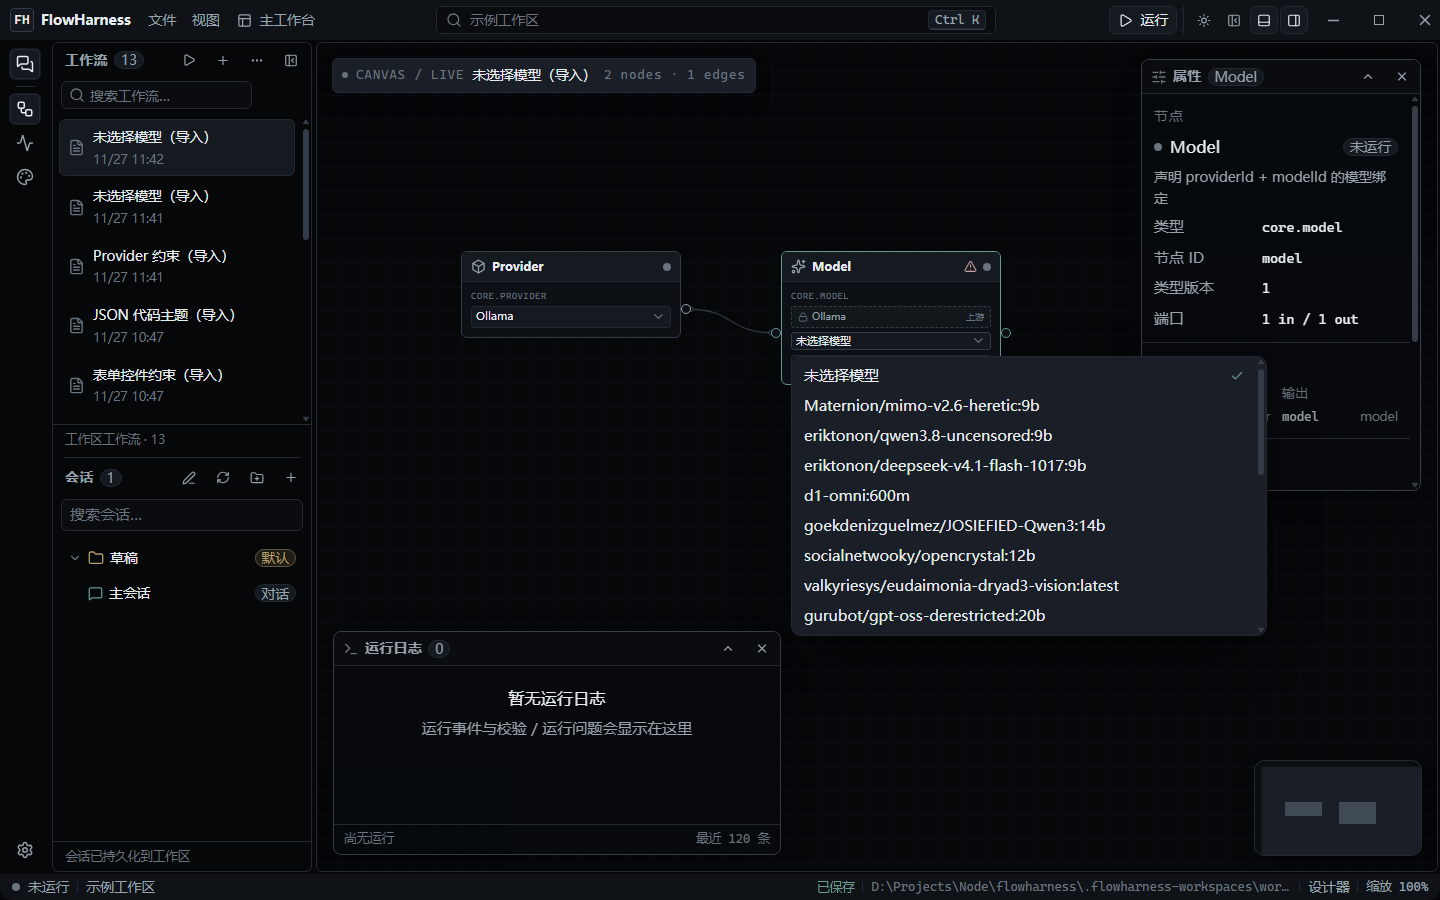 FH FlowHarness 文件 视图 主工作台
示例工作区 Ctrl K
运行
工作流 13
搜索工作流...
未选择模型（导入）
11/27 11:42
未选择模型（导入）
11/27 11:41
Provider 约束（导入）
11/27 11:41
JSON 代码主题（导入）
11/27 10:47
表单控件约束（导入）
11/27 10:47
工作区工作流 · 13
会话 1
搜索会话...
草稿 默认
主会话 对话
会话已持久化到工作区
CANVAS / LIVE 未选择模型（导入） 2 nodes · 1 edges
Provider
CORE.PROVIDER
Ollama
Model
CORE.MODEL
Ollama 上游
未选择模型
未选择模型
Maternion/mimo-v2.6-heretic:9b
eriktonon/qwen3.8-uncensored:9b
eriktonon/deepseek-v4.1-flash-1017:9b
d1-omni:600m
goekdenizguelmez/JOSIEFIED-Qwen3:14b
socialnetwooky/opencrystal:12b
valkyriesys/eudaimonia-dryad3-vision:latest
gurubot/gpt-oss-derestricted:20b
属性 Model
节点
Model 未运行
声明 providerId + modelId 的模型绑
定
类型 core.model
节点 ID model
类型版本 1
端口 1 in / 1 out
输出
r model model
运行日志 0
暂无运行日志
运行事件与校验 / 运行问题会显示在这里
尚无运行 最近 120 条
未运行 示例工作区
已保存 D:\Projects\Node\flowharness\.flowharness-workspaces\wor… 设计器 缩放 100%